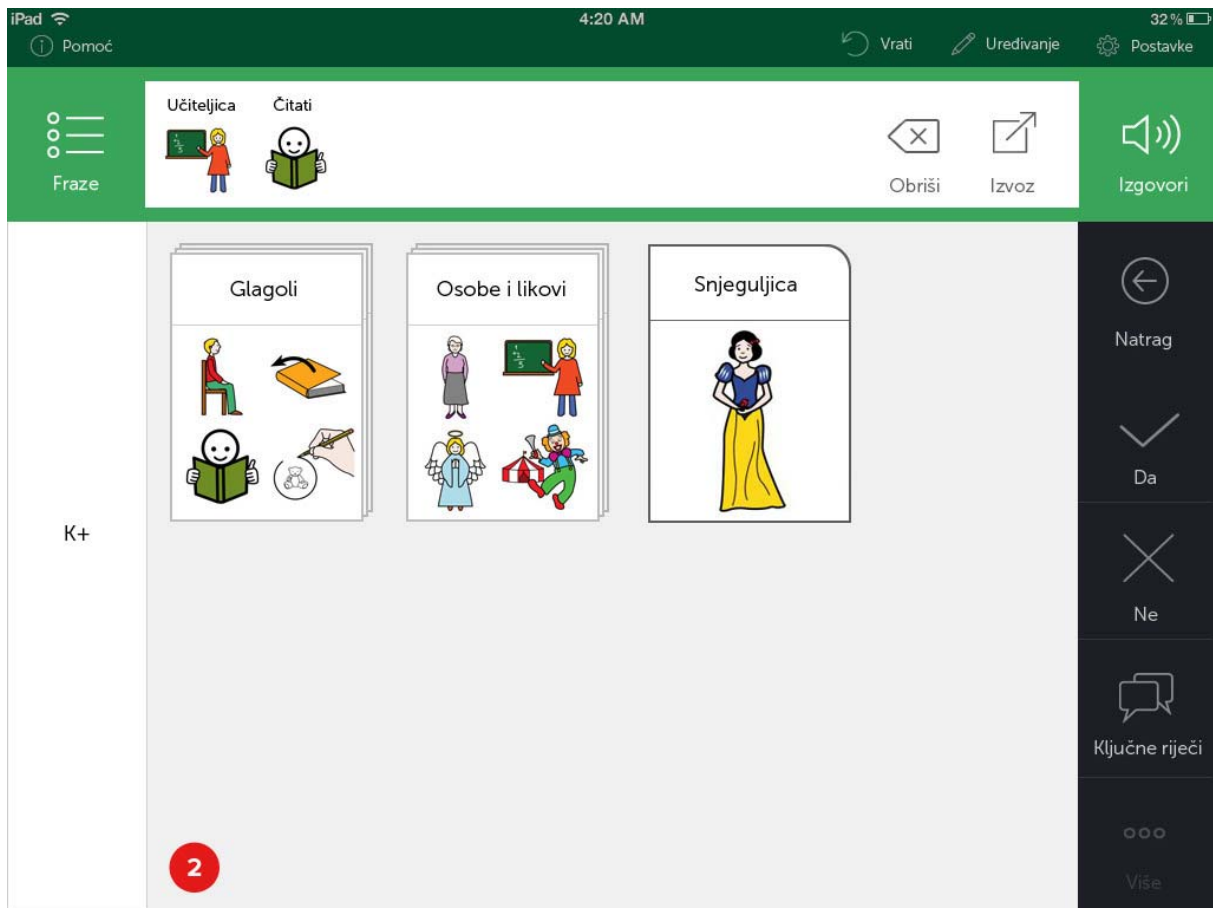 iPad
4:20 AM
32%
Pomoć
Vrati
Uredivanje
Postavke
Fraze
Učiteljica
Čitati
Obriši
Izvoz
Izgovori
K+
Glagoli
Osobe i likovi
Snjeguljica
Natrag
Da
Ne
Ključne riječi
Više
2